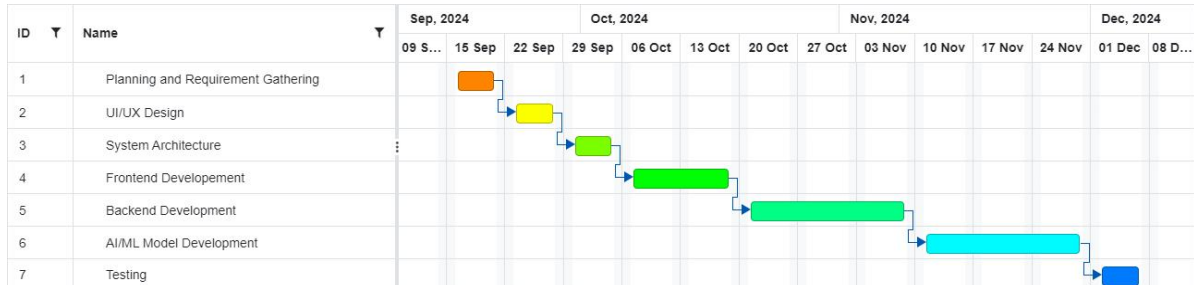 Sep, 2024 Oct, 2024 Nov, 2024 Dec, 2024
ID Name
09 S... 15 Sep 22 Sep 29 Sep 06 Oct 13 Oct 20 Oct 27 Oct 03 Nov 10 Nov 17 Nov 24 Nov 01 Dec 08 D...
1 Planning and Requirement Gathering
2 UI/UX Design
3 System Architecture
4 Frontend Developement
5 Backend Development
6 AI/ML Model Development
7 Testing